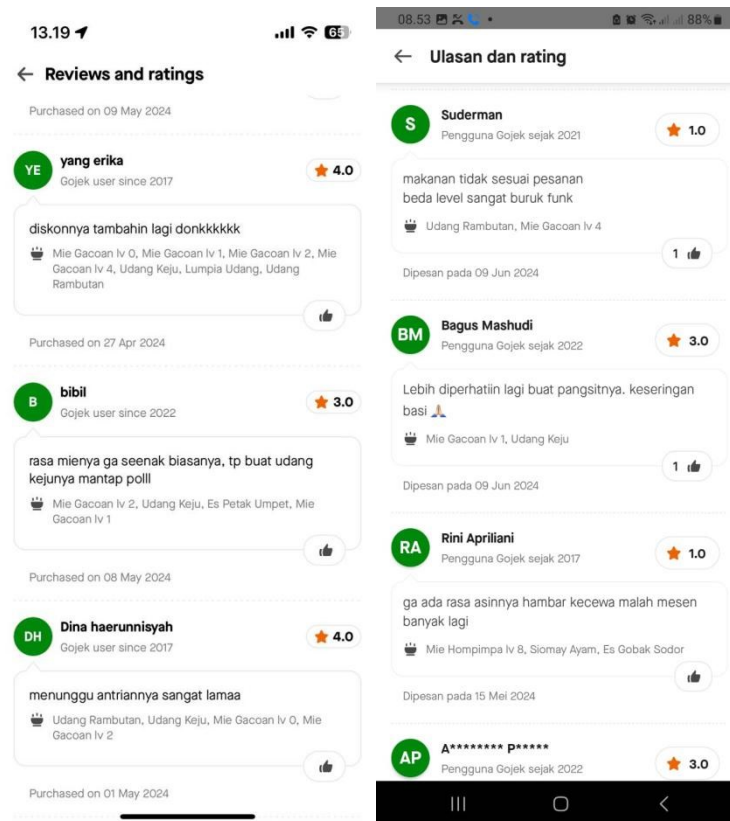 13.19
65
Reviews and ratings
Purchased on 09 May 2024
YE
yang erika
Gojek user since 2017
4.0
diskonnya tambahin lagi donkkkkkk
Mie Gacoan lv 0, Mie Gacoan lv 1, Mie Gacoan lv 2, Mie
Gacoan lv 4, Udang Keju, Lumpia Udang, Udang
Rambutan
Purchased on 27 Apr 2024
B
bibil
Gojek user since 2022
3.0
rasa mienya ga seenak biasanya, tp buat udang
kejunya mantap polll
Mie Gacoan lv 2, Udang Keju, Es Petak Umpet, Mie
Gacoan lv 1
Purchased on 08 May 2024
DH
Dina haerunnisyah
Gojek user since 2017
4.0
menunggu antriannya sangat lamaa
Udang Rambutan, Udang Keju, Mie Gacoan lv 0, Mie
Gacoan lv 2
Purchased on 01 May 2024
08.53
88%
Ulasan dan rating
S
Suderman
Pengguna Gojek sejak 2021
1.0
makanan tidak sesuai pesanan
beda level sangat buruk funk
Udang Rambutan, Mie Gacoan lv 4
1
Dipesan pada 09 Jun 2024
BM
Bagus Mashudi
Pengguna Gojek sejak 2022
3.0
Lebih diperhatiin lagi buat pangsitnya. keseringan
basi 🙏
Mie Gacoan lv 1, Udang Keju
1
Dipesan pada 09 Jun 2024
RA
Rini Apriliani
Pengguna Gojek sejak 2017
1.0
ga ada rasa asinnya hambar kecewa malah mesen
banyak lagi
Mie Hompimpa lv 8, Siomay Ayam, Es Gobak Sodor
Dipesan pada 15 Mei 2024
AP
A******** P*****
Pengguna Gojek sejak 2022
3.0